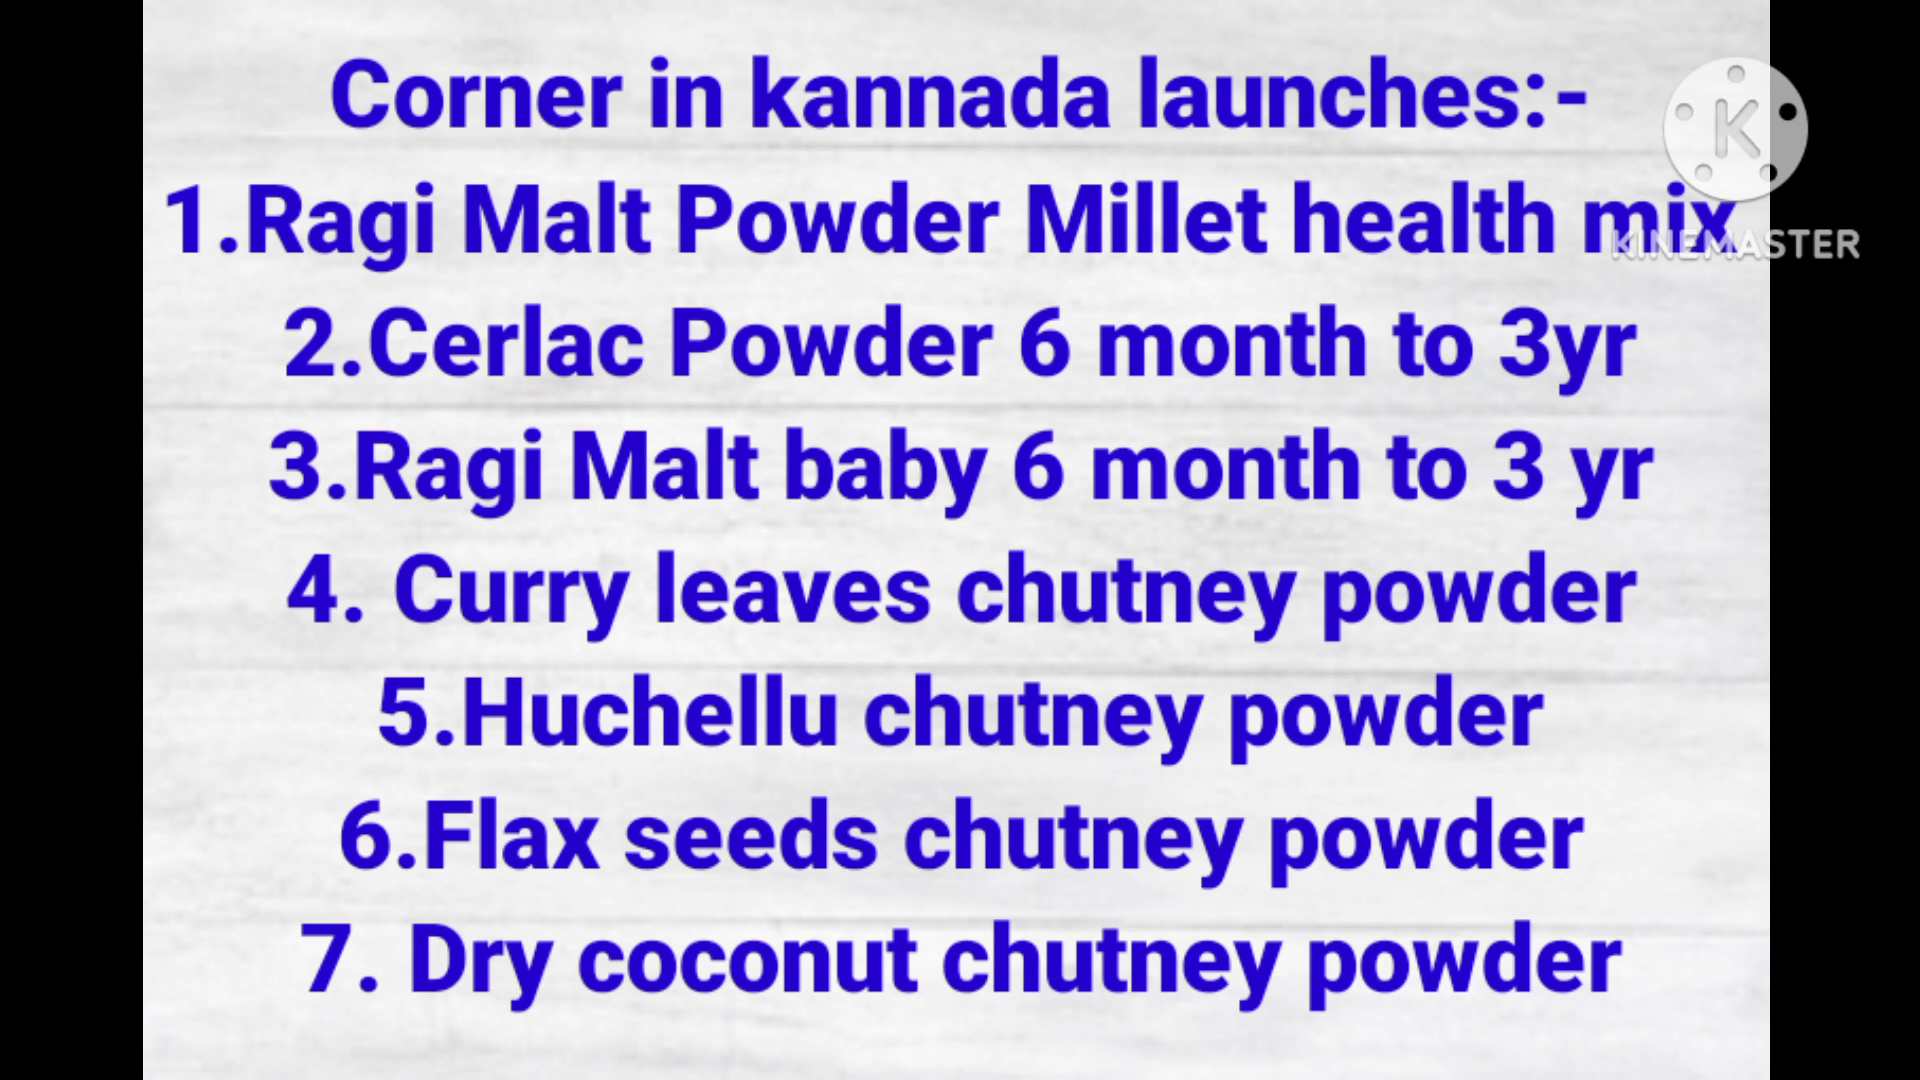 Corner in kannada launches:-
1.Ragi Malt Powder Millet health mix
2.Cerlac Powder 6 month to 3yr
3.Ragi Malt baby 6 month to 3 yr
4. Curry leaves chutney powder
5.Huchellu chutney powder
6.Flax seeds chutney powder
7. Dry coconut chutney powder
K
KINEMASTER